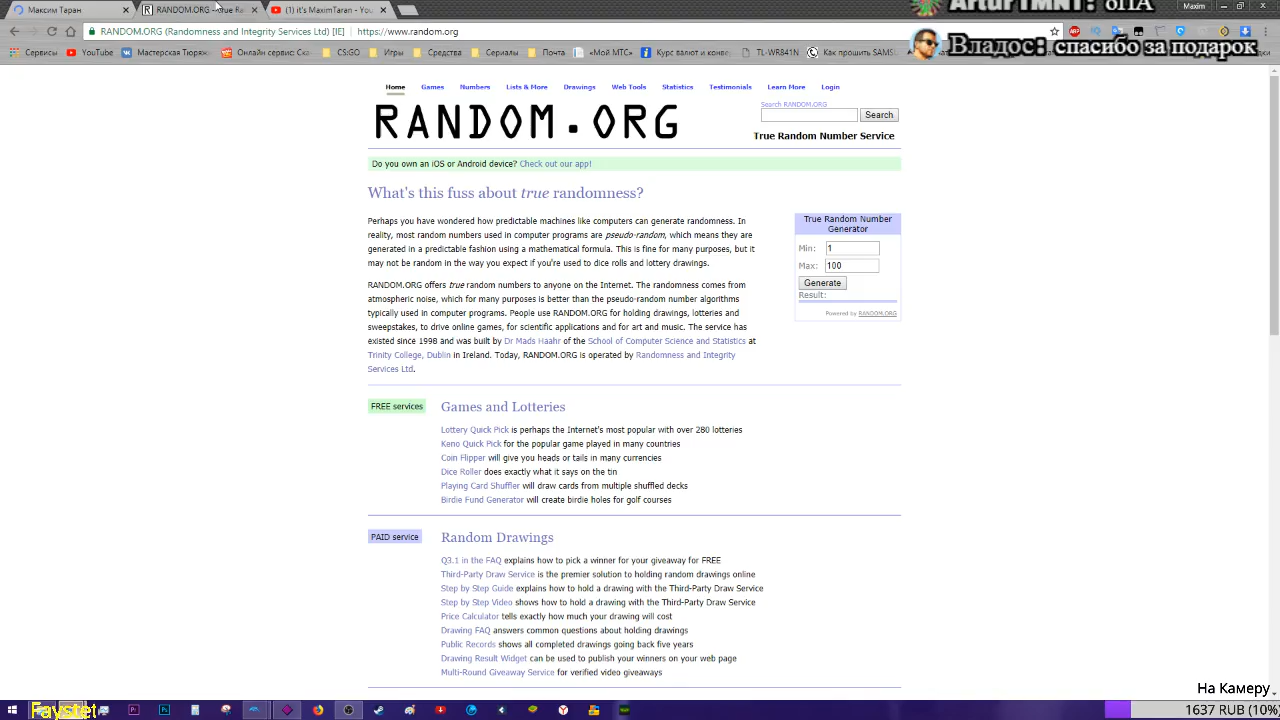 Максим Таран
RANDOM.ORG - True R
(1) it's MaximTaran - You
Maxim
Artur TMNT: ӧПА
RANDOM.ORG (Randomness and Integrity Services Ltd) [IE] | https://www.random.org
Сервисы YouTube ВКонтакте Википедия Онлайн CS:GO Игры Спорт Почта «Мой МТС» Курс валют и конве TL-WR841N Как прошить SAM
Владос: спасибо за подарок
Home Games Numbers Lists & More Drawings Web Tools Statistics Testimonials Learn More Login
RANDOM.ORG
Search RANDOM.ORG
Search
True Random Number Service
Do you own an iOS or Android device? Check out our app!
What's this fuss about true randomness?
Perhaps you have wondered how predictable machines like computers can generate randomness. In
reality, most random numbers used in computer programs are pseudo-random, which means they are
generated in a predictable fashion using a mathematical formula. This is fine for many purposes, but it
may not be random in the way you expect if you're used to dice rolls and lottery drawings.
RANDOM.ORG offers true random numbers to anyone on the Internet. The randomness comes from
atmospheric noise, which for many purposes is better than the pseudo-random number algorithms
typically used in computer programs. People use RANDOM.ORG for holding drawings, lotteries and
sweepstakes, to drive online games, for scientific applications and for art and music. The service has
existed since 1998 and was built by Dr Mads Haahr of the School of Computer Science and Statistics at
Trinity College, Dublin in Ireland. Today, RANDOM.ORG is operated by Randomness and Integrity
Services Ltd.
True Random Number
Generator
Min: 1
Max: 100
Generate
Result:
Powered by RANDOM.ORG
FREE services
Games and Lotteries
Lottery Quick Pick is perhaps the Internet's most popular with over 280 lotteries
Keno Quick Pick for the popular game played in many countries
Coin Flipper will give you heads or tails in many currencies
Dice Roller does exactly what it says on the tin
Playing Card Shuffler will draw cards from multiple shuffled decks
Birdie Fund Generator will create birdie holes for golf courses
PAID service
Random Drawings
Q3.1 in the FAQ explains how to pick a winner for your giveaway for FREE
Third-Party Draw Service is the premier solution to holding random drawings online
Step by Step Guide explains how to hold a drawing with the Third-Party Draw Service
Step by Step Video shows how to hold a drawing with the Third-Party Draw Service
Price Calculator tells exactly how much your drawing will cost
Drawing FAQ answers common questions about holding drawings
Public Records shows all completed drawings going back five years
Drawing Result Widget can be used to publish your winners on your web page
Multi-Round Giveaway Service for verified video giveaways
На Камеру
Faystet
1637 RUB (10%)